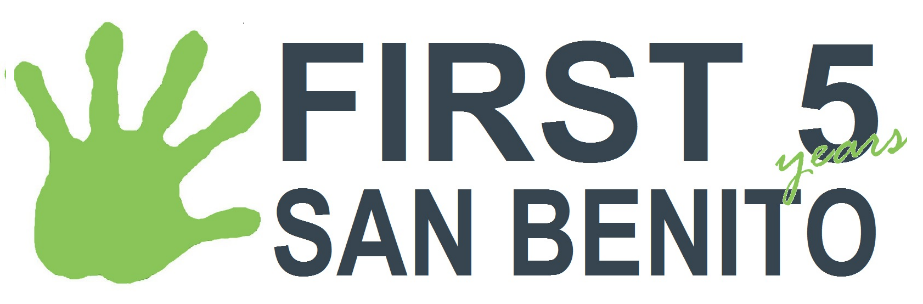 FIRST 5
years
SAN BENITO